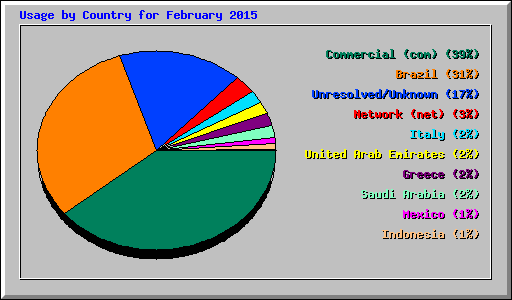 Usage by Country for February 2015
Commercial (com) (39%)
Brazil (31%)
Unresolved/Unknown (17%)
Network (net) (3%)
Italy (2%)
United Arab Emirates (2%)
Greece (2%)
Saudi Arabia (2%)
Mexico (1%)
Indonesia (1%)